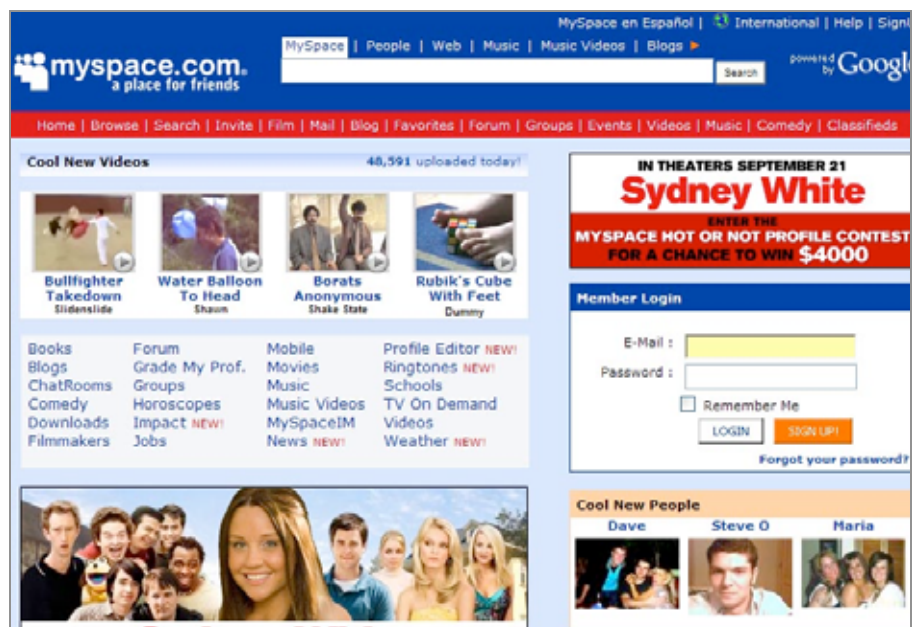 MySpace en Español | International | Help | Sign
MySpace | People | Web | Music | Music Videos | Blogs
myspace.com.
a place for friends
Search
powered by Google
Home | Browse | Search | Invite | Film | Mail | Blog | Favorites | Forum | Groups | Events | Videos | Music | Comedy | Classifieds
Cool New Videos 48,591 uploaded today!
Bullfighter Takedown
Slidenslide
Water Balloon To Head
Shaun
Borats Anonymous
Shake State
Rubik's Cube With Feet
Dummy
Books Forum Mobile Profile Editor NEW!
Blogs Grade My Prof. Movies Ringtones NEW!
ChatRooms Groups Music Schools
Comedy Horoscopes Music Videos TV On Demand
Downloads Impact NEW! MySpaceIM Videos
Filmmakers Jobs News NEW! Weather NEW!
IN THEATERS SEPTEMBER 21
Sydney White
ENTER THE
MYSPACE HOT OR NOT PROFILE CONTEST
FOR A CHANCE TO WIN $4000
Member Login
E-Mail :
Password :
Remember Me
LOGIN SIGN UP!
Forgot your password?
Cool New People
Dave Steve O Maria